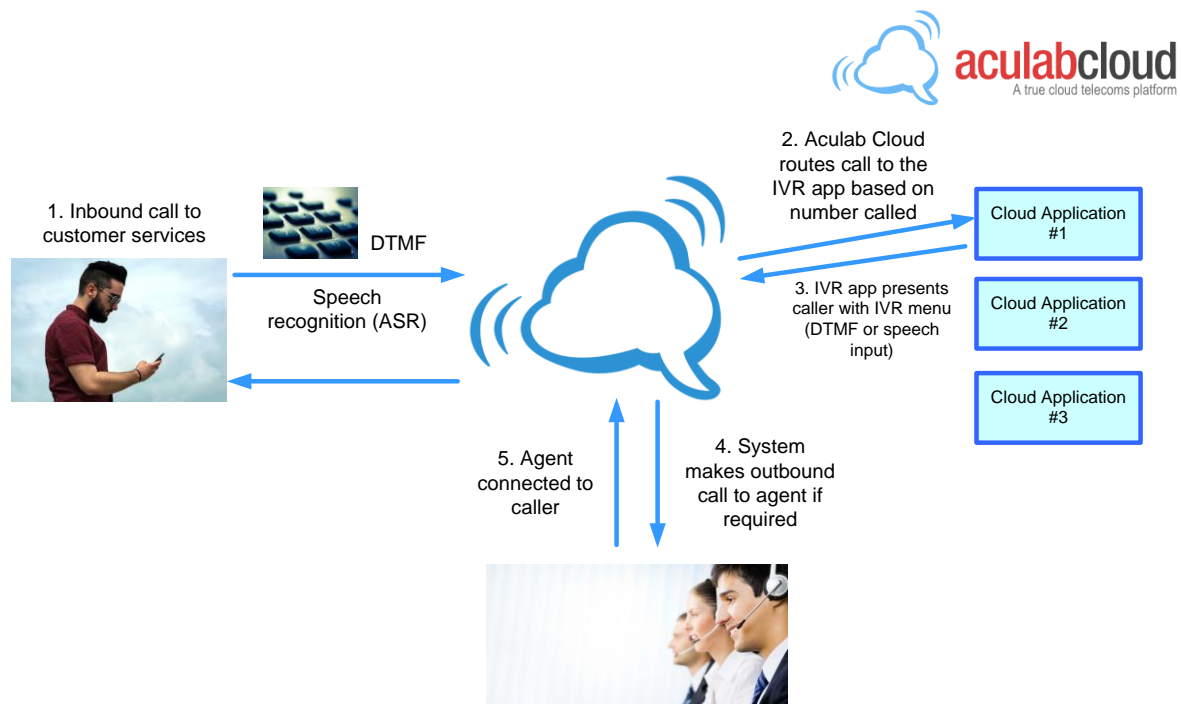 aculabcloud
A true cloud telecoms platform
1. Inbound call to
customer services
DTMF
Speech
recognition (ASR)
2. Aculab Cloud
routes call to the
IVR app based on
number called
3. IVR app presents
caller with IVR menu
(DTMF or speech
input)
Cloud Application
#1
Cloud Application
#2
Cloud Application
#3
5. Agent
connected to
caller
4. System
makes outbound
call to agent if
required